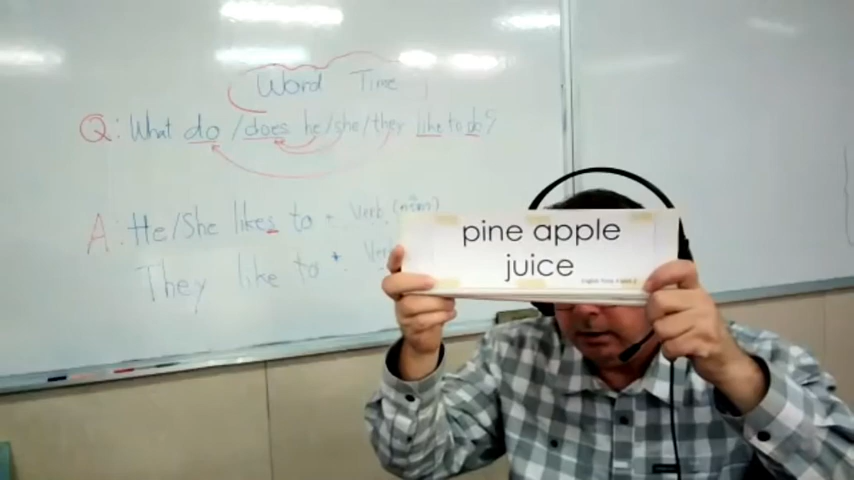 Word Time
Q: What do / does he/she/they like to do?
A: He/She likes to + Verb
They like to + Ver
pine apple
juice